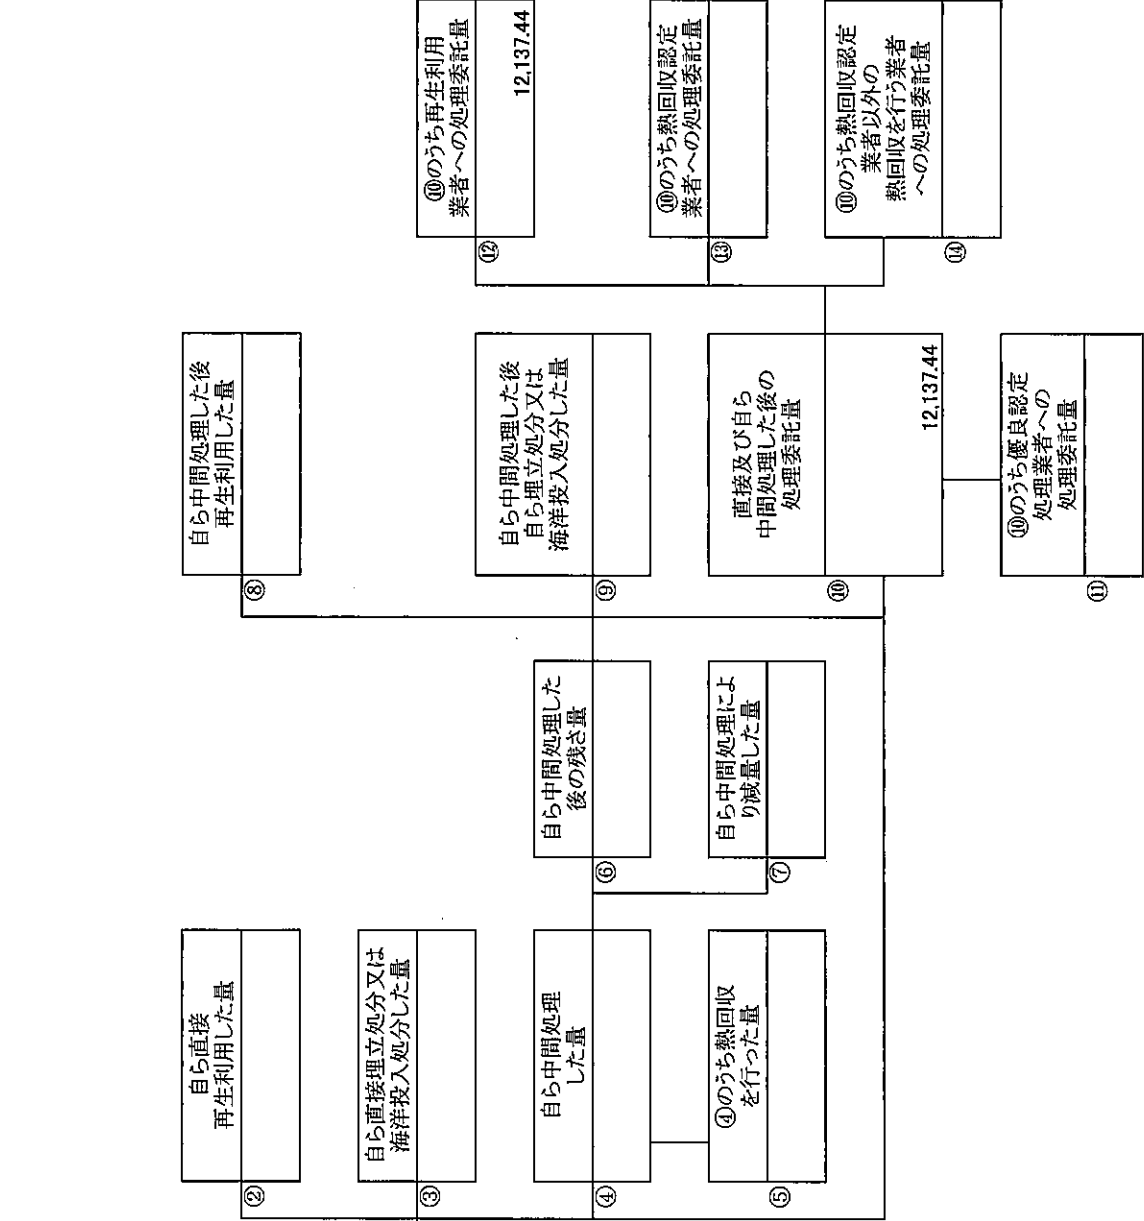 ②
自ら直接
再生利用した量
③
自ら直接埋立処分又は
海洋投入処分した量
④
自ら中間処理
した量
⑤
④のうち熱回収
を行った量
⑥
自ら中間処理した
後の残さ量
⑦
自ら中間処理によ
り減量した量
⑧
自ら中間処理した後
再生利用した量
⑨
自ら中間処理した後
自ら埋立処分又は
海洋投入処分した量
⑩
直接及び自ら
中間処理した後の
処理委託量
12,137.44
⑪
⑩のうち優良認定
処理業者への
処理委託量
⑫
⑩のうち再生利用
業者への処理委託量
12,137.44
⑬
⑩のうち熱回収認定
業者への処理委託量
⑭
⑩のうち熱回収認定
業者以外の
熱回収を行う業者
への処理委託量